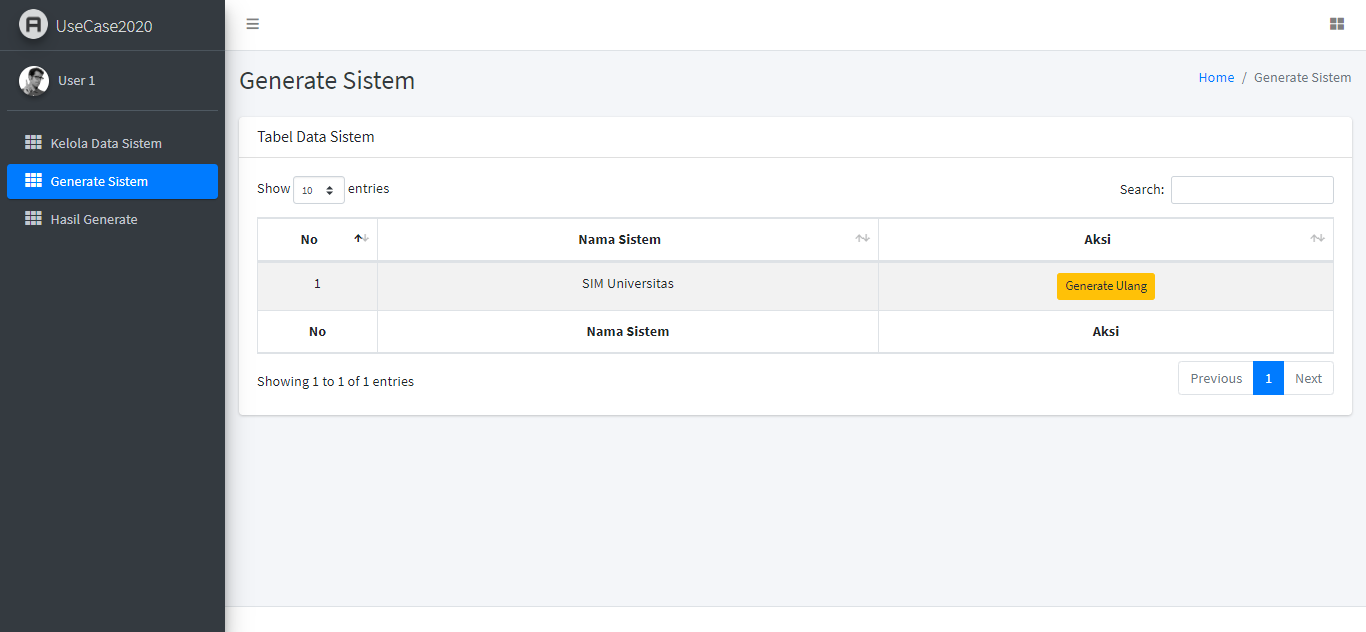 UseCase2020
User 1
Kelola Data Sistem
Generate Sistem
Hasil Generate
Generate Sistem
Home / Generate Sistem
Tabel Data Sistem
Show 10 entries
Search:
No Nama Sistem Aksi
1 SIM Universitas Generate Ulang
No Nama Sistem Aksi
Showing 1 to 1 of 1 entries
Previous 1 Next